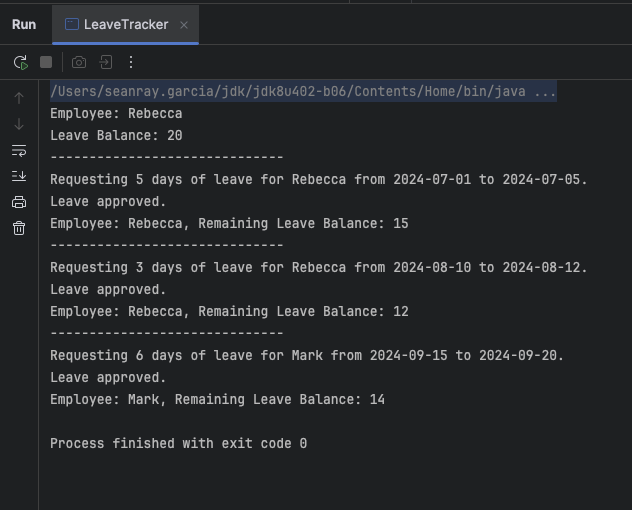 Run
LeaveTracker
/Users/seanray.garcia/jdk/jdk8u402-b06/Contents/Home/bin/java ...
Employee: Rebecca
Leave Balance: 20
------------------------------
Requesting 5 days of leave for Rebecca from 2024-07-01 to 2024-07-05.
Leave approved.
Employee: Rebecca, Remaining Leave Balance: 15
------------------------------
Requesting 3 days of leave for Rebecca from 2024-08-10 to 2024-08-12.
Leave approved.
Employee: Rebecca, Remaining Leave Balance: 12
------------------------------
Requesting 6 days of leave for Mark from 2024-09-15 to 2024-09-20.
Leave approved.
Employee: Mark, Remaining Leave Balance: 14
Process finished with exit code 0